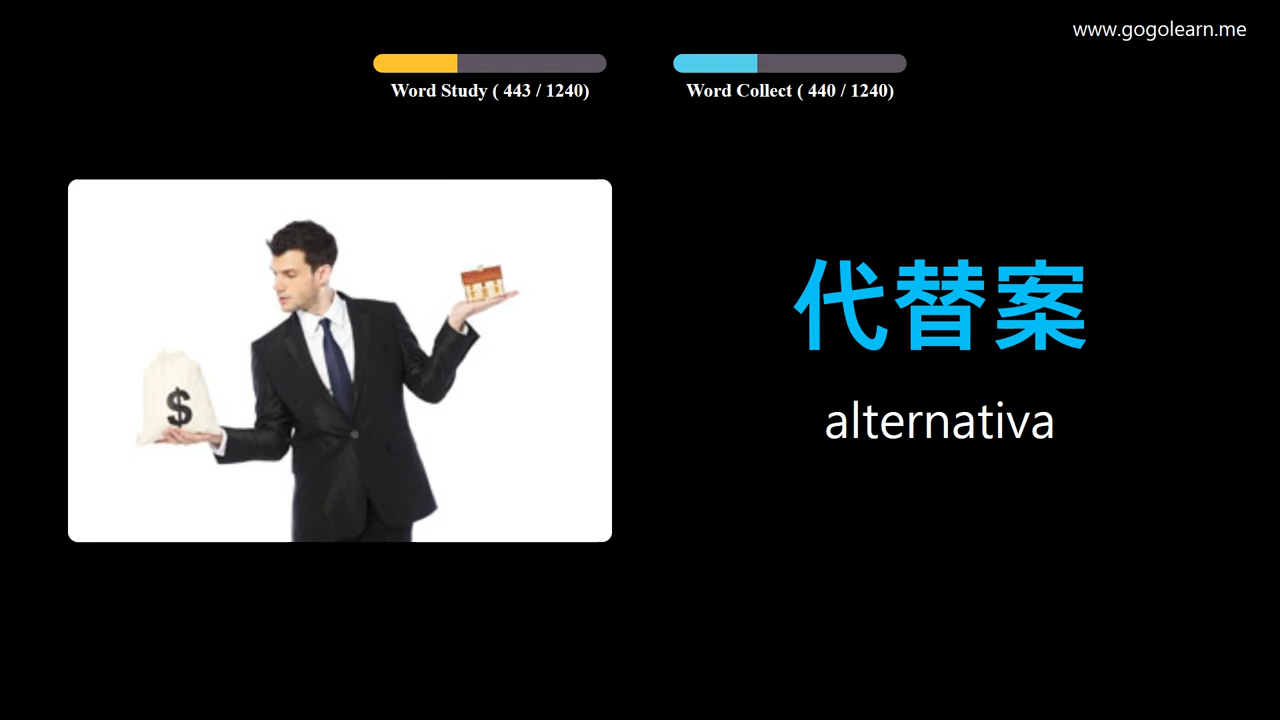 www.gogolearn.me
Word Study ( 443 / 1240)
Word Collect ( 440 / 1240)
$
代替案
alternativa